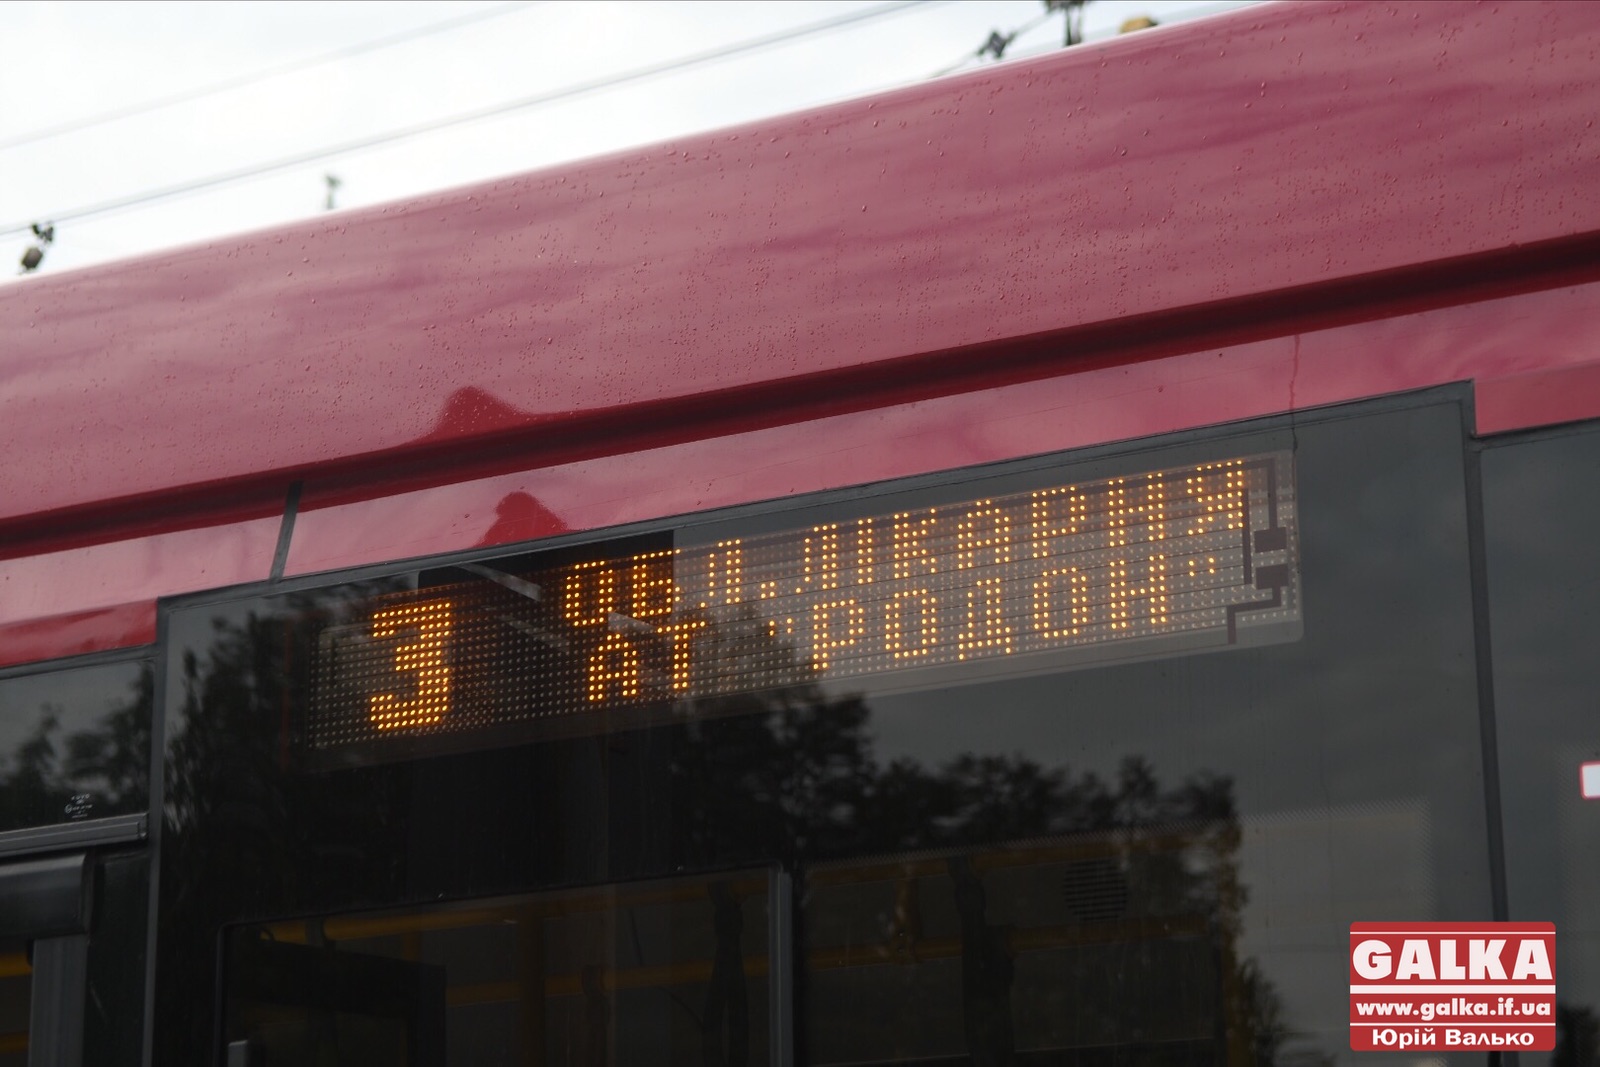 3
ОБЛ.ЛІКАРНЯ
АТ "РОДОН"
GALKA
www.galka.if.ua
Юрій Валько